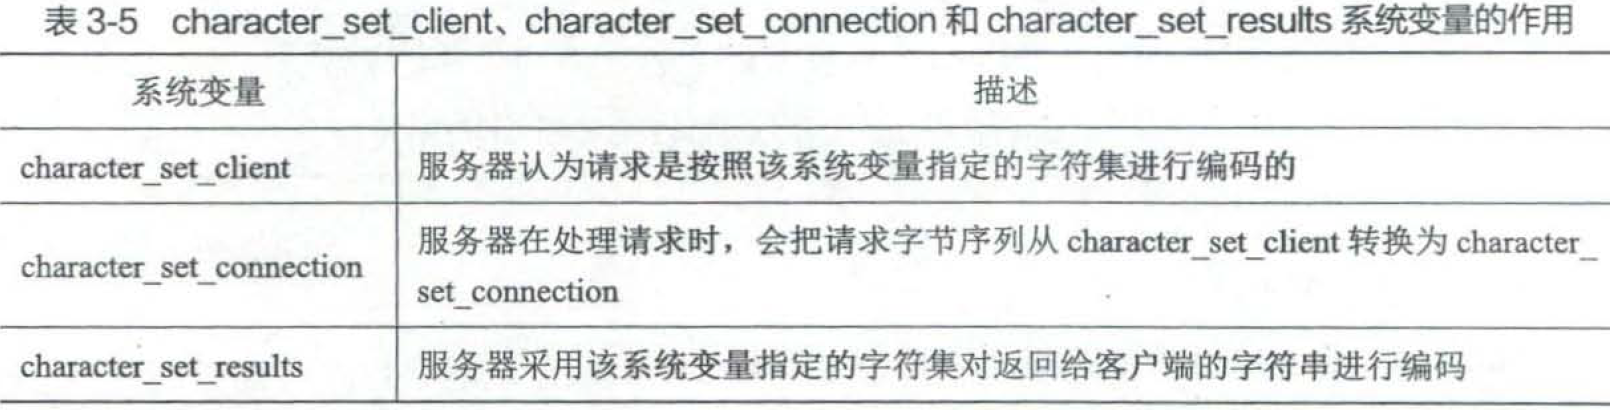 表 3-5 character_set_client、character_set_connection 和 character_set_results 系统变量的作用
系统变量 描述
character_set_client 服务器认为请求是按照该系统变量指定的字符集进行编码的
character_set_connection 服务器在处理请求时，会把请求字节序列从 character_set_client 转换为 character_
set_connection
character_set_results 服务器采用该系统变量指定的字符集对返回给客户端的字符串进行编码